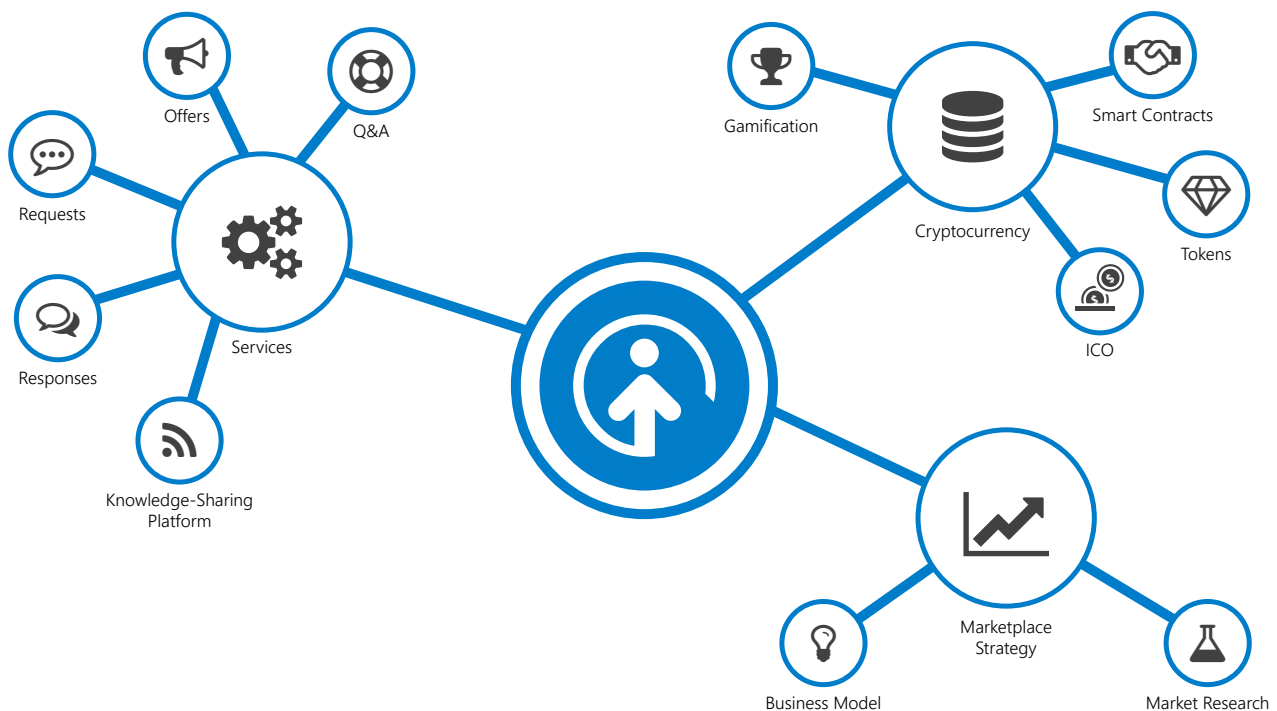 Offers
Q&A
Requests
Responses
Services
Knowledge-Sharing
Platform
Gamification
Smart Contracts
Cryptocurrency
Tokens
ICO
Marketplace
Strategy
Business Model
Market Research